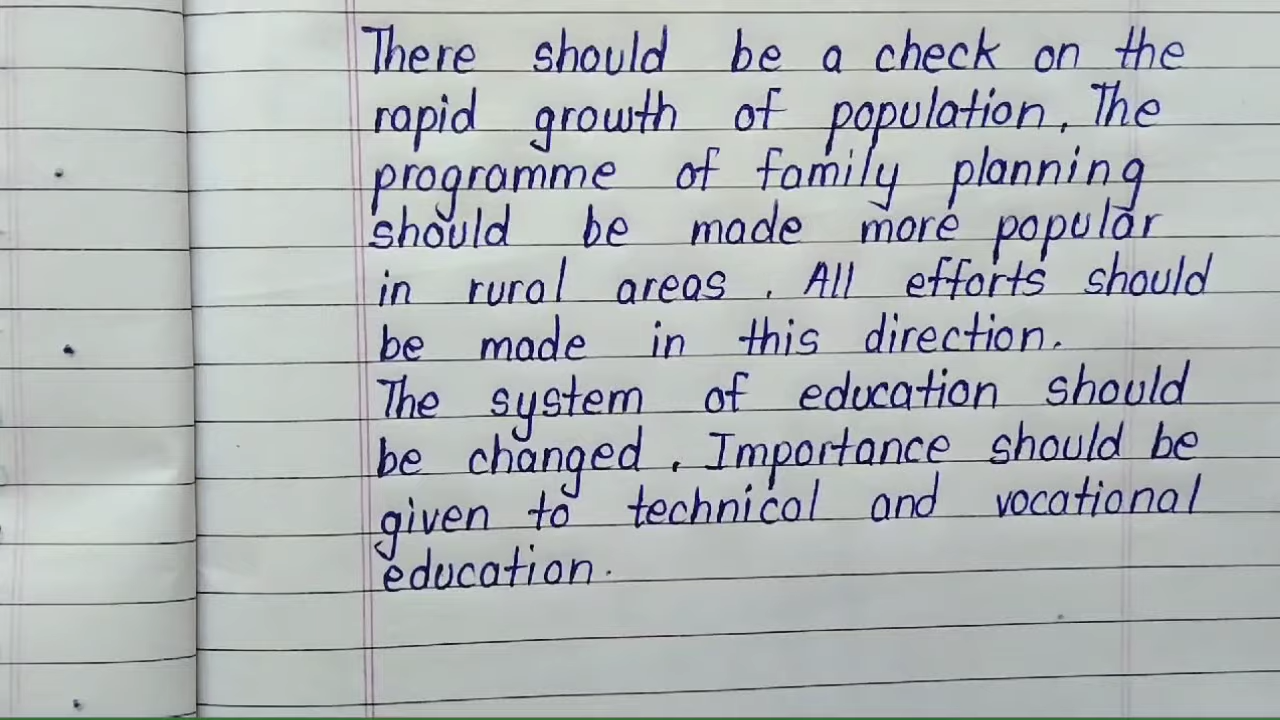 There should be a check on the
rapid growth of population. The
programme of family planning
should be made more popular
in rural areas. All efforts should
be made in this direction.
The system of education should
be changed. Importance should be
given to technical and vocational
education.